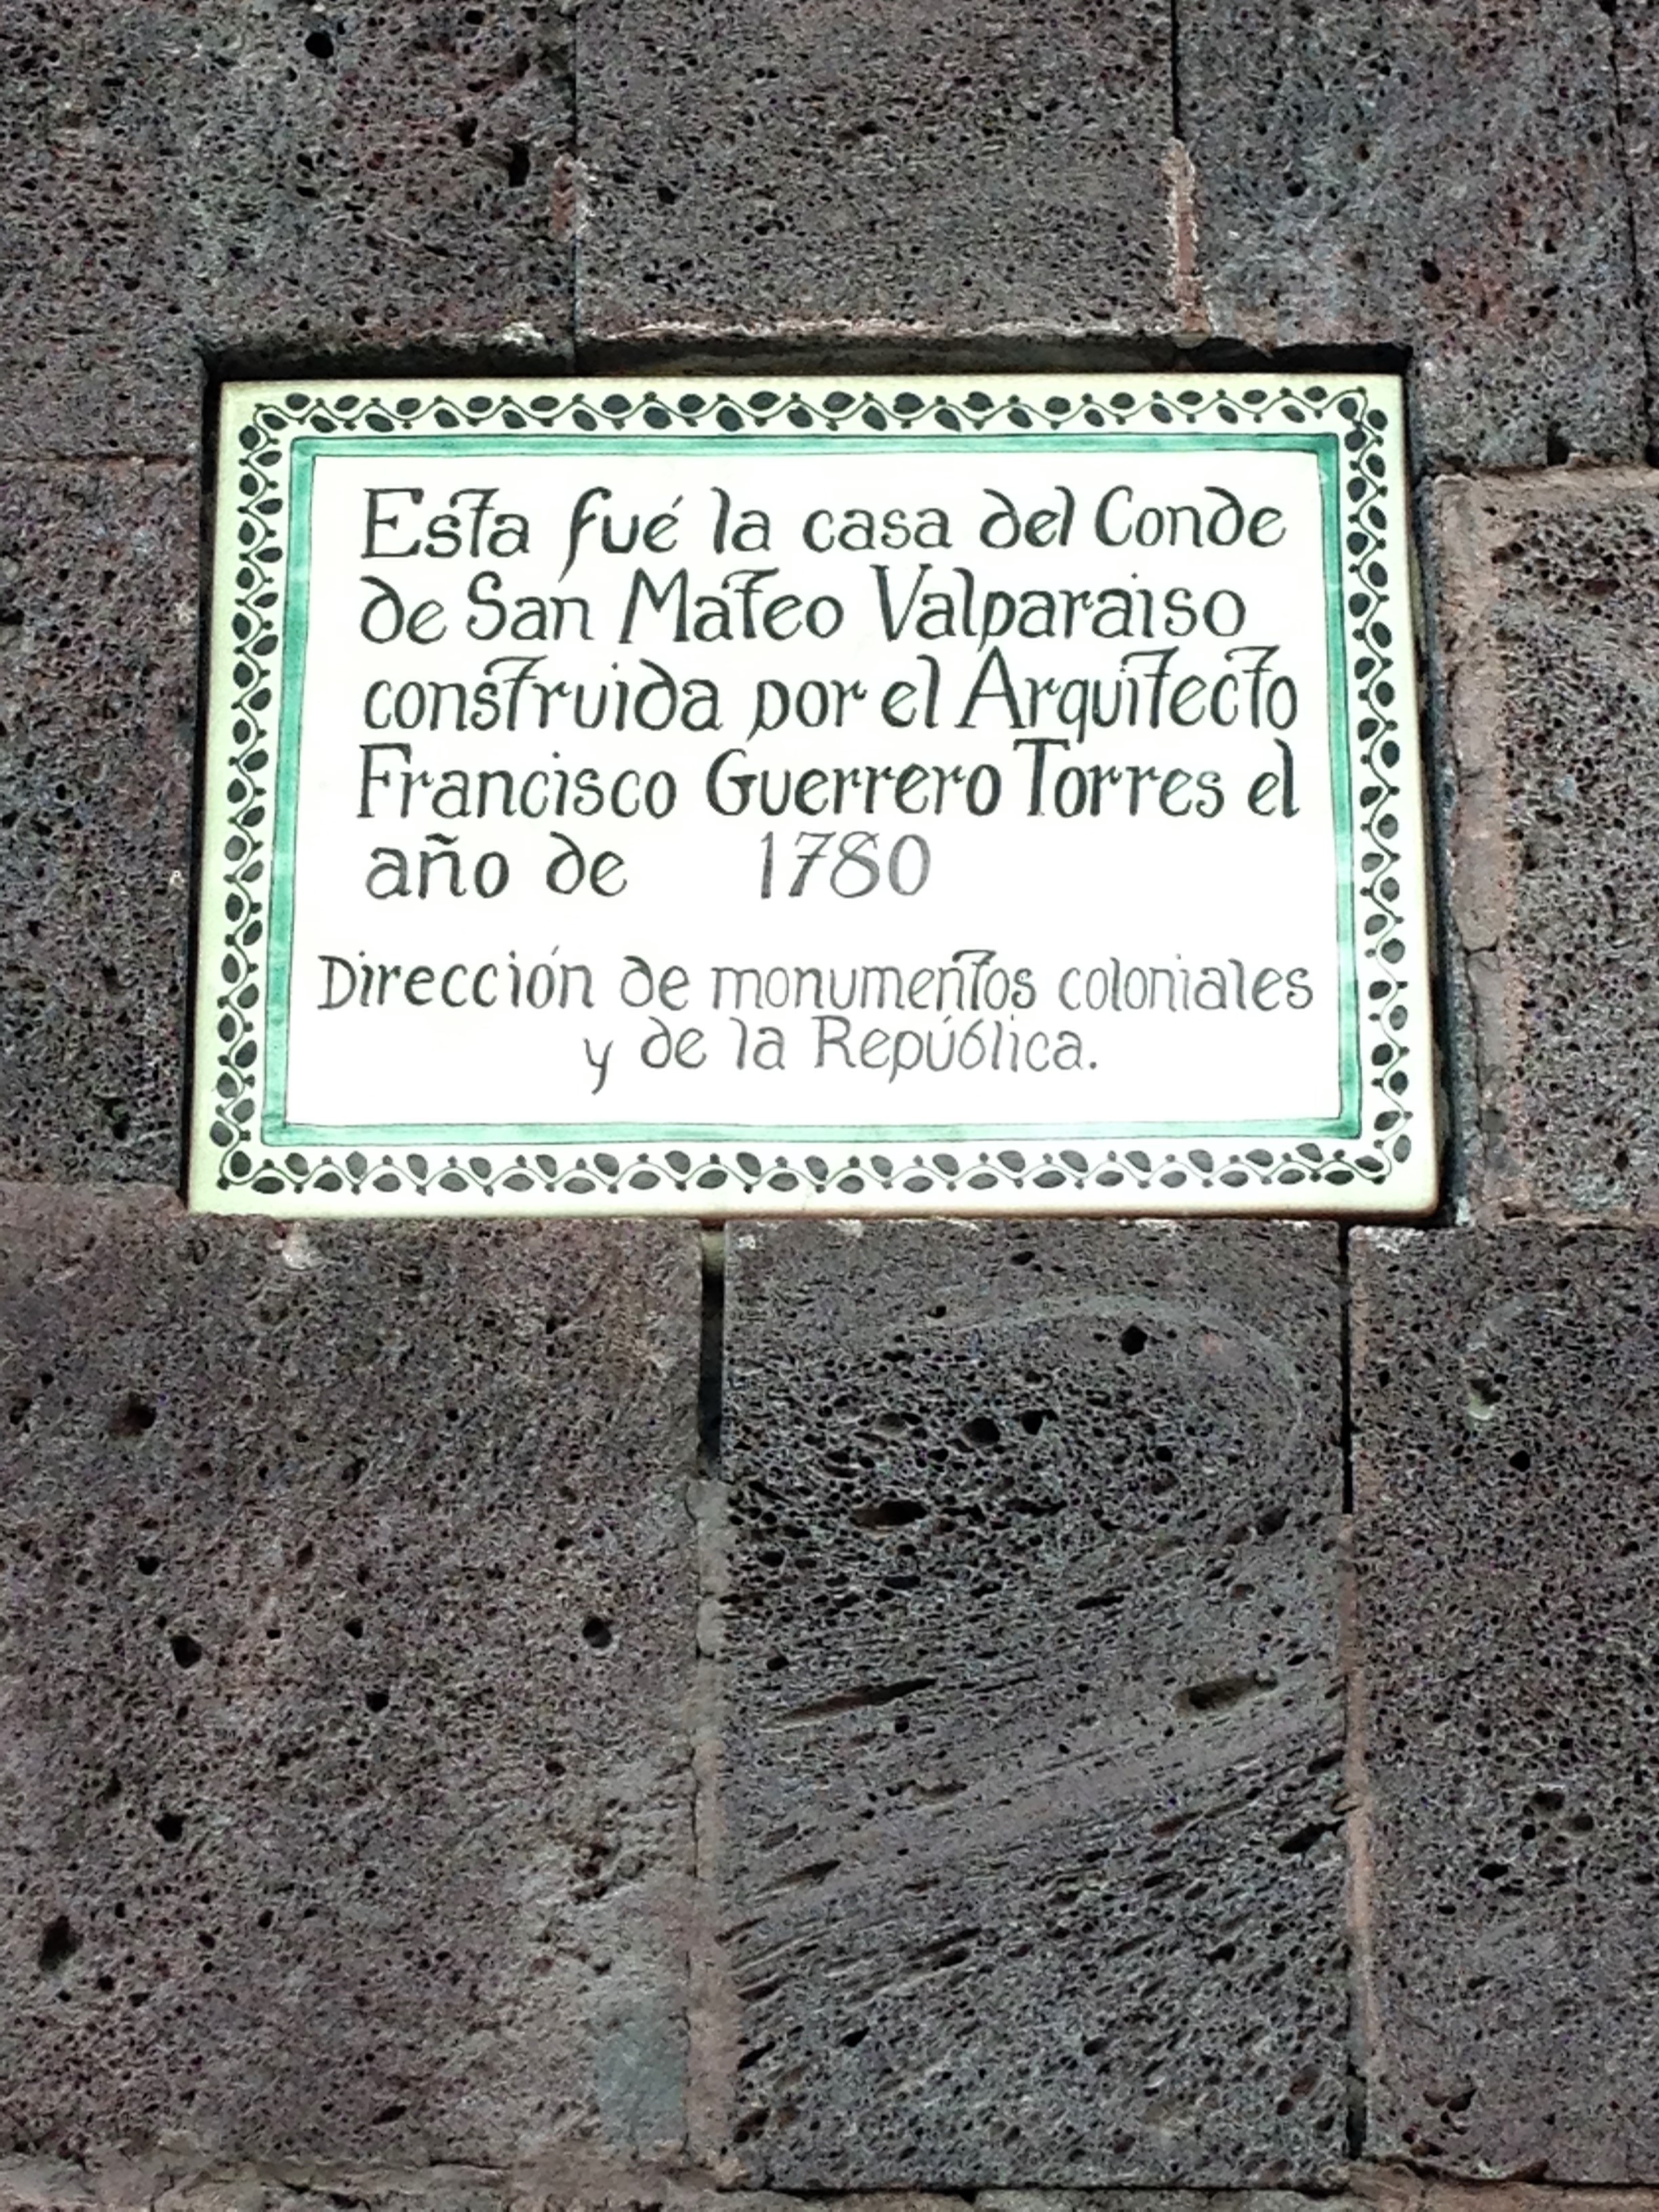 Esta fué la casa del Conde
de San Mateo Valparaiso
construida por el Arquitecto
Francisco Guerrero Torres el
año de 1780
Dirección de monumentos coloniales
y de la República.